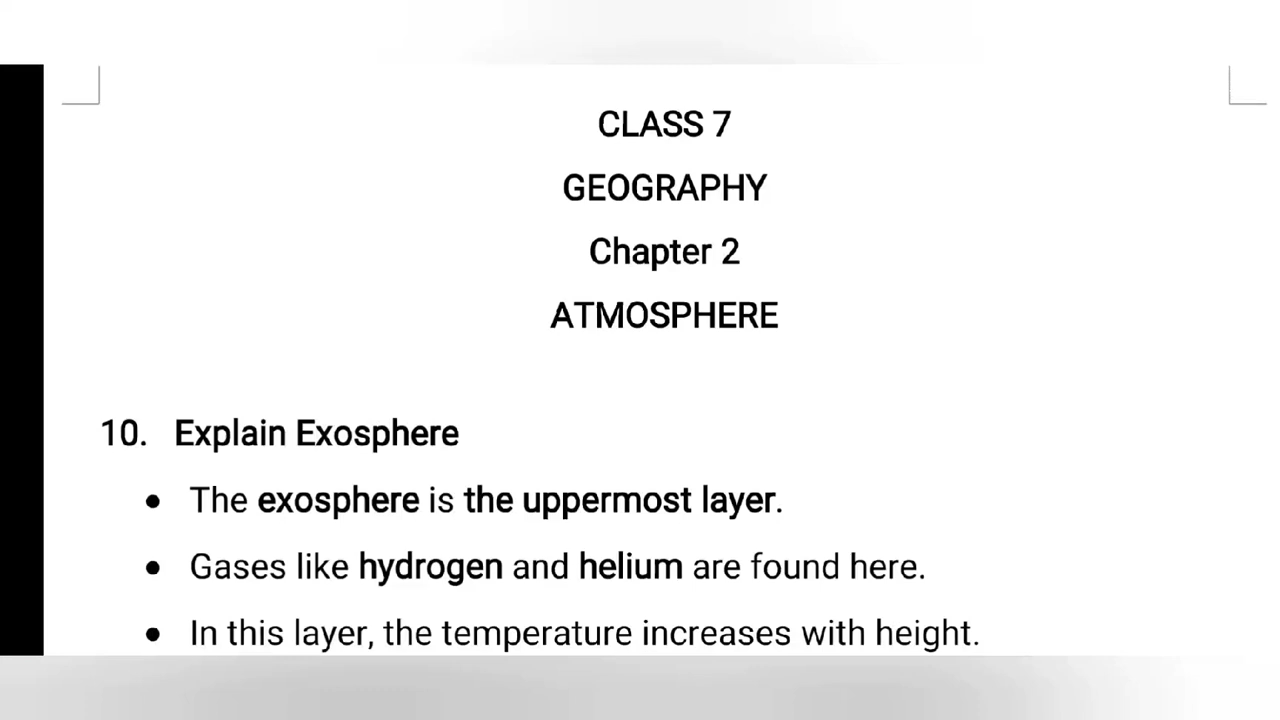 CLASS 7
GEOGRAPHY
Chapter 2
ATMOSPHERE
10. Explain Exosphere
• The exosphere is the uppermost layer.
• Gases like hydrogen and helium are found here.
• In this layer, the temperature increases with height.